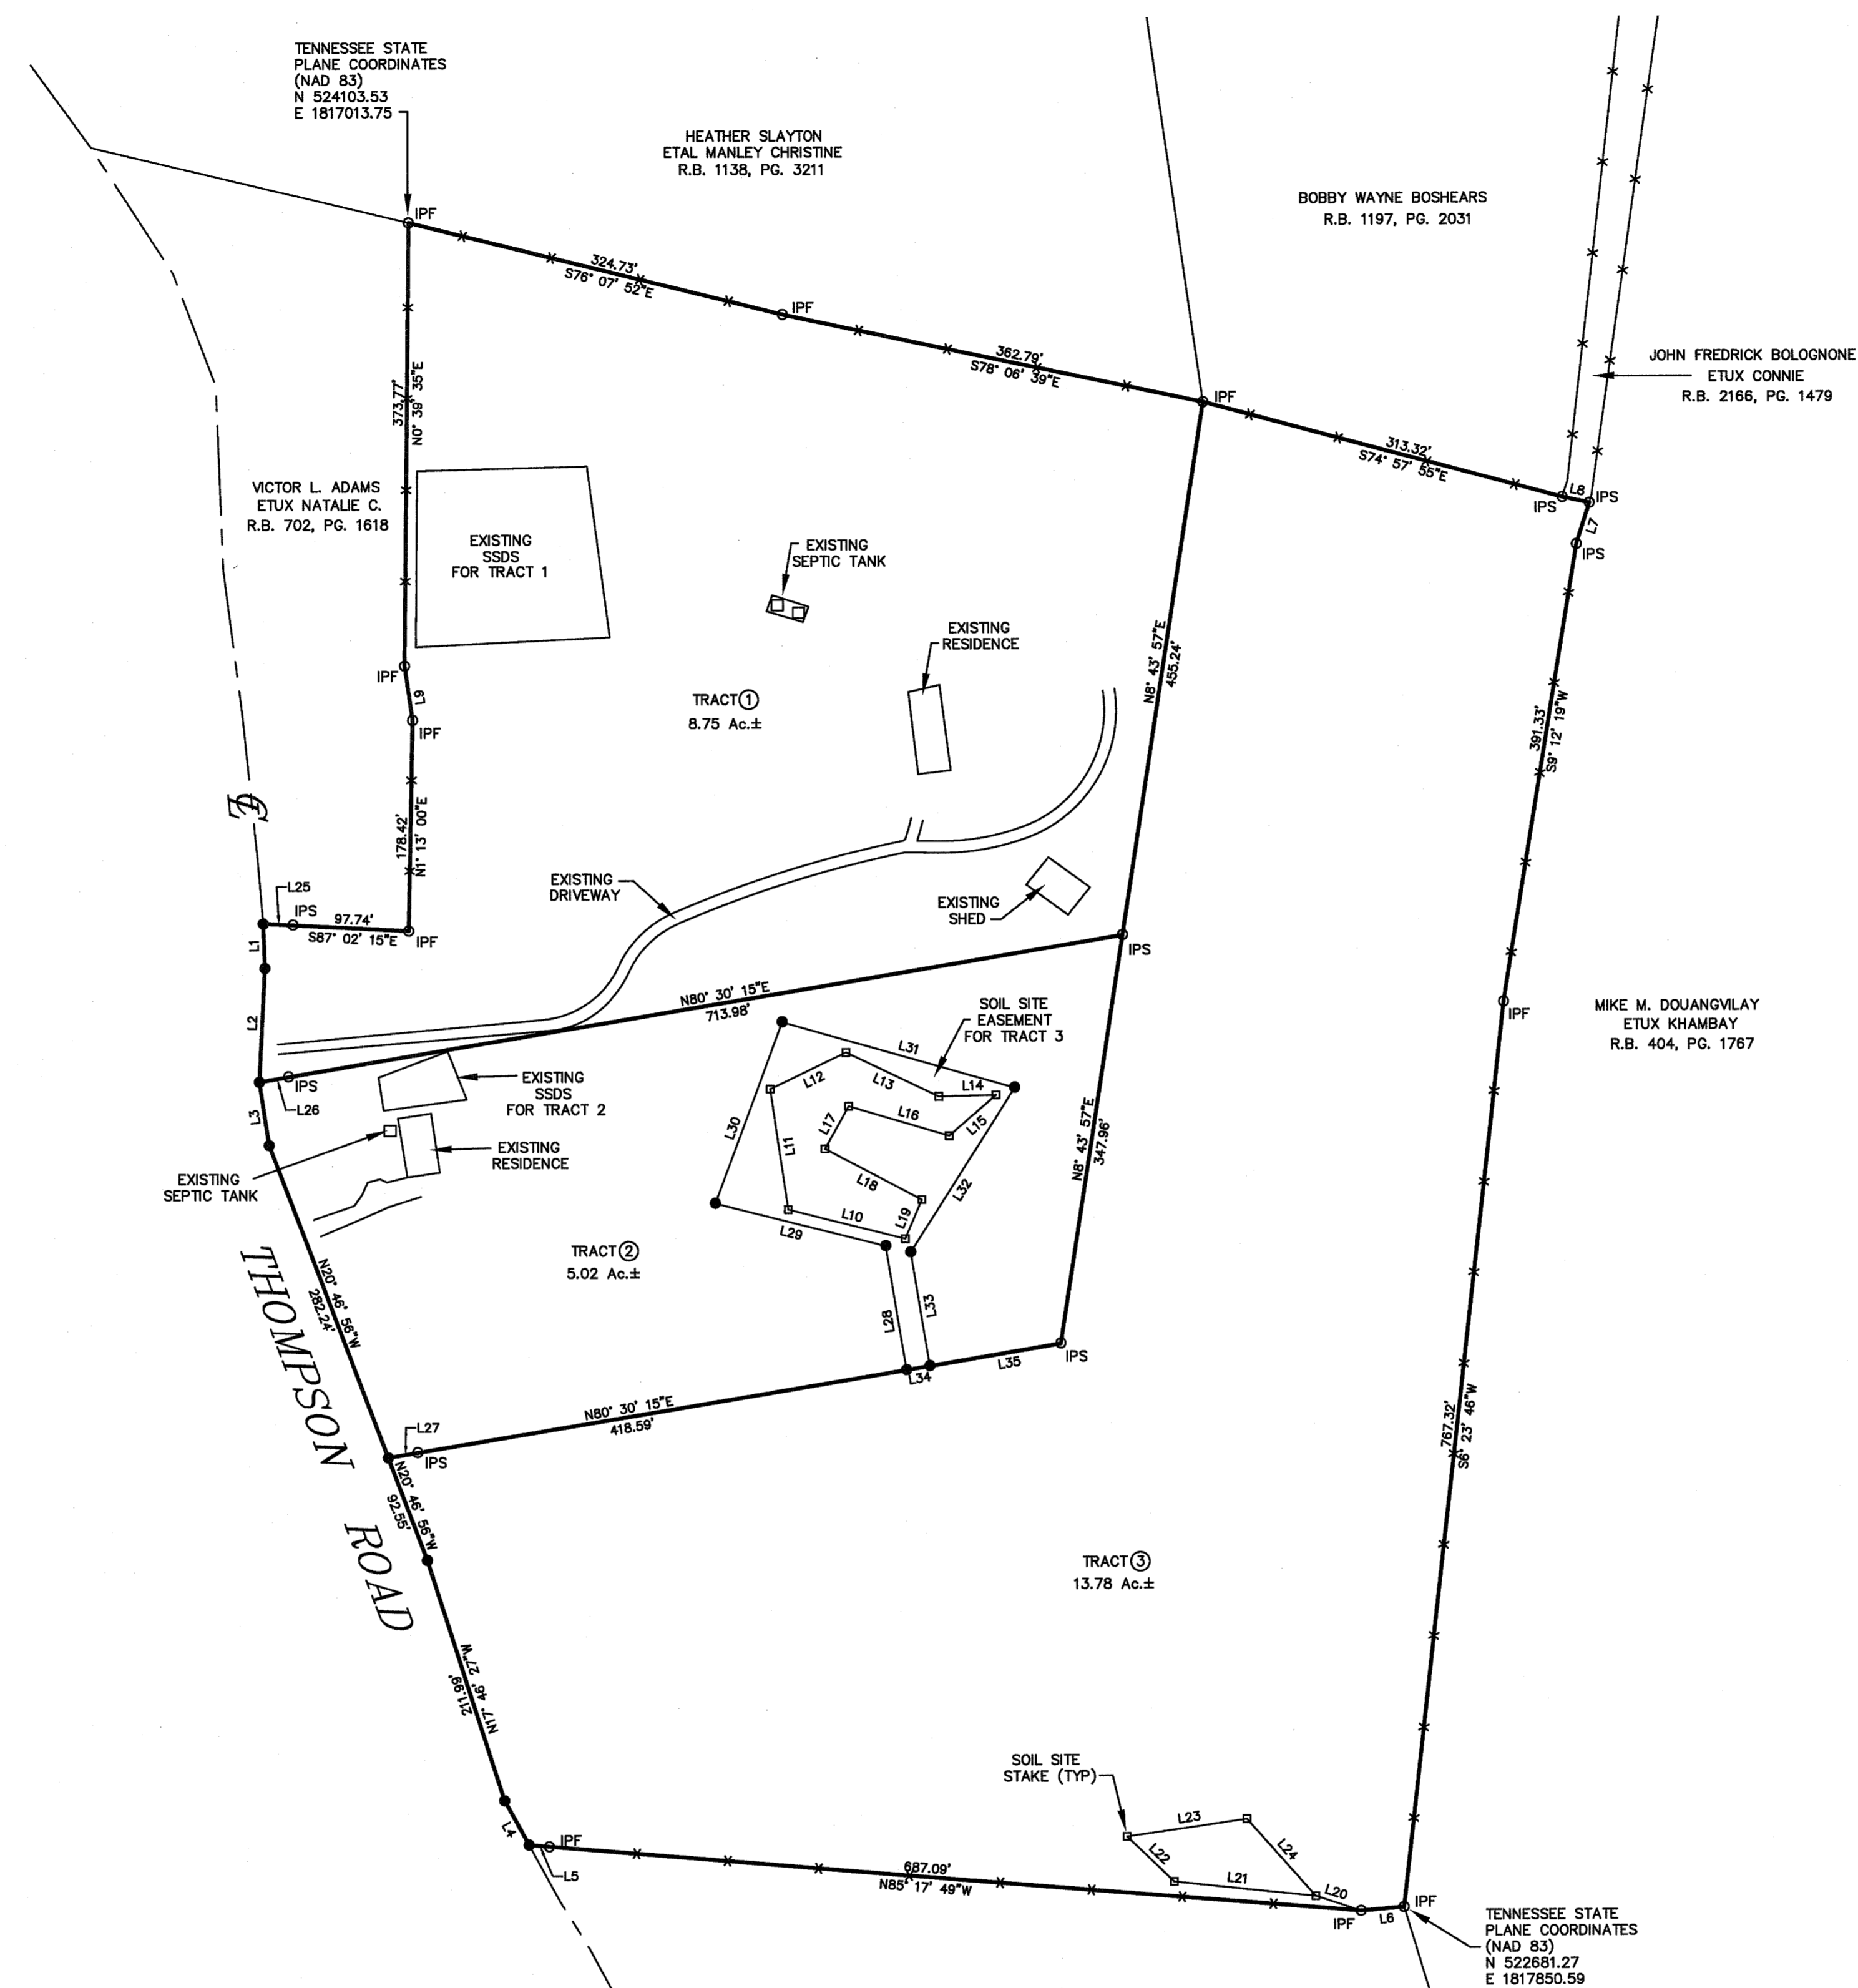 TENNESSEE STATE
PLANE COORDINATES
(NAD 83)
N 524103.53
E 1817013.75
HEATHER SLAYTON
ETAL MANLEY CHRISTINE
R.B. 1138, PG. 3211
BOBBY WAYNE BOSHEARS
R.B. 1197, PG. 2031
JOHN FREDRICK BOLOGNONE
ETUX CONNIE
R.B. 2166, PG. 1479
IPF
324.73'
S76° 07' 52"E
IPF
362.79'
S78° 06' 39"E
IPF
313.32'
S74° 57' 55"E
IPS
L8
IPS
L7
IPS
373.77'
N0° 39' 35"E
VICTOR L. ADAMS
ETUX NATALIE C.
R.B. 702, PG. 1618
EXISTING
SSDS
FOR TRACT 1
EXISTING
SEPTIC TANK
EXISTING
RESIDENCE
N8° 43' 57"E
455.24'
391.33'
S9° 12' 19"W
IPF
L9
IPF
TRACT 1
8.75 Ac.±
178.42'
N1° 13' 00"E
L25
IPS
97.74'
S87° 02' 15"E
IPF
EXISTING
DRIVEWAY
EXISTING
SHED
IPS
L1
L2
N80° 30' 15"E
713.98'
SOIL SITE
EASEMENT
FOR TRACT 3
IPF
MIKE M. DOUANGVILAY
ETUX KHAMBAY
R.B. 404, PG. 1767
IPS
L26
L3
EXISTING
SSDS
FOR TRACT 2
EXISTING
RESIDENCE
EXISTING
SEPTIC TANK
L31
L12
L13
L14
L15
L16
L17
L30
L11
L18
L32
L19
L10
L29
N8° 43' 57"E
347.96'
TRACT 2
5.02 Ac.±
N20° 46' 56"W
282.24'
L28
L33
L34
L35
IPS
THOMPSON ROAD
N80° 30' 15"E
418.59'
L27
IPS
N20° 46' 56"W
92.55'
767.32'
S6° 23' 46"W
TRACT 3
13.78 Ac.±
N17° 46' 27"W
211.99'
SOIL SITE
STAKE (TYP)
L23
L24
L22
L21
L20
L4
IPF
L5
687.09'
N85° 17' 49"W
IPF
L6
IPF
TENNESSEE STATE
PLANE COORDINATES
(NAD 83)
N 522681.27
E 1817850.59